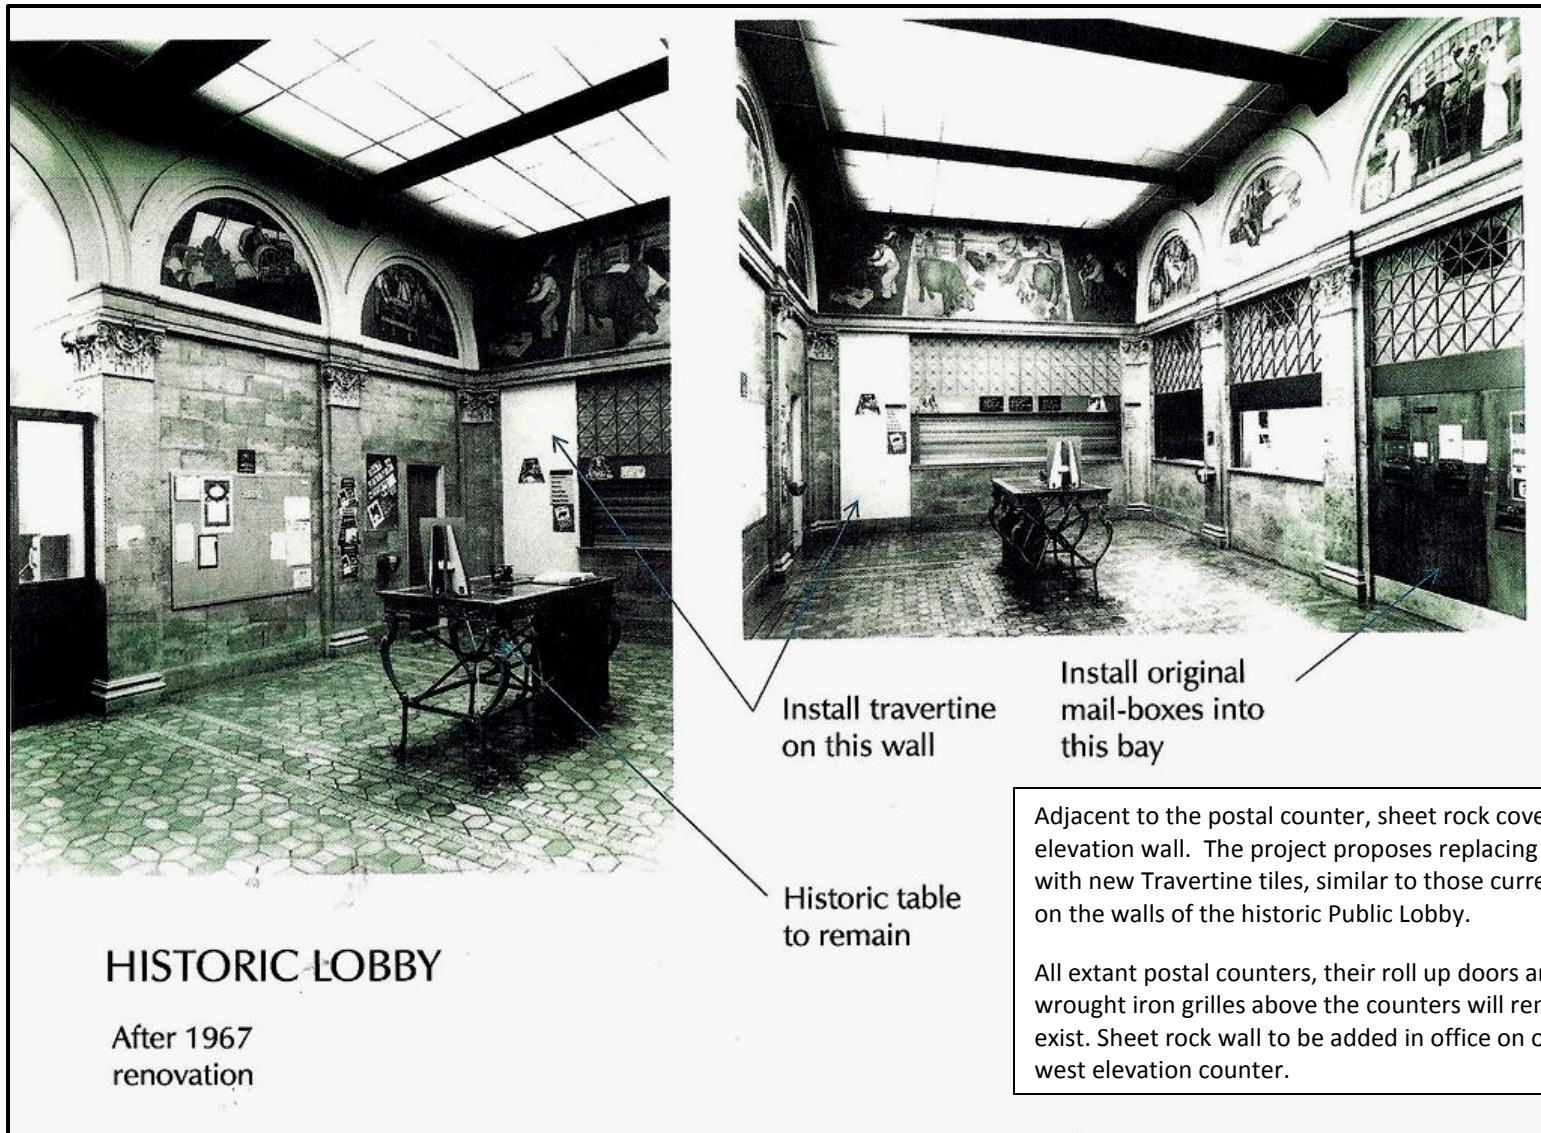 Install travertine
on this wall
Install original
mail-boxes into
this bay
Historic table
to remain
HISTORIC LOBBY
After 1967
renovation
Adjacent to the postal counter, sheet rock cove
elevation wall. The project proposes replacing
with new Travertine tiles, similar to those curre
on the walls of the historic Public Lobby.
All extant postal counters, their roll up doors a
wrought iron grilles above the counters will re
exist. Sheet rock wall to be added in office on o
west elevation counter.